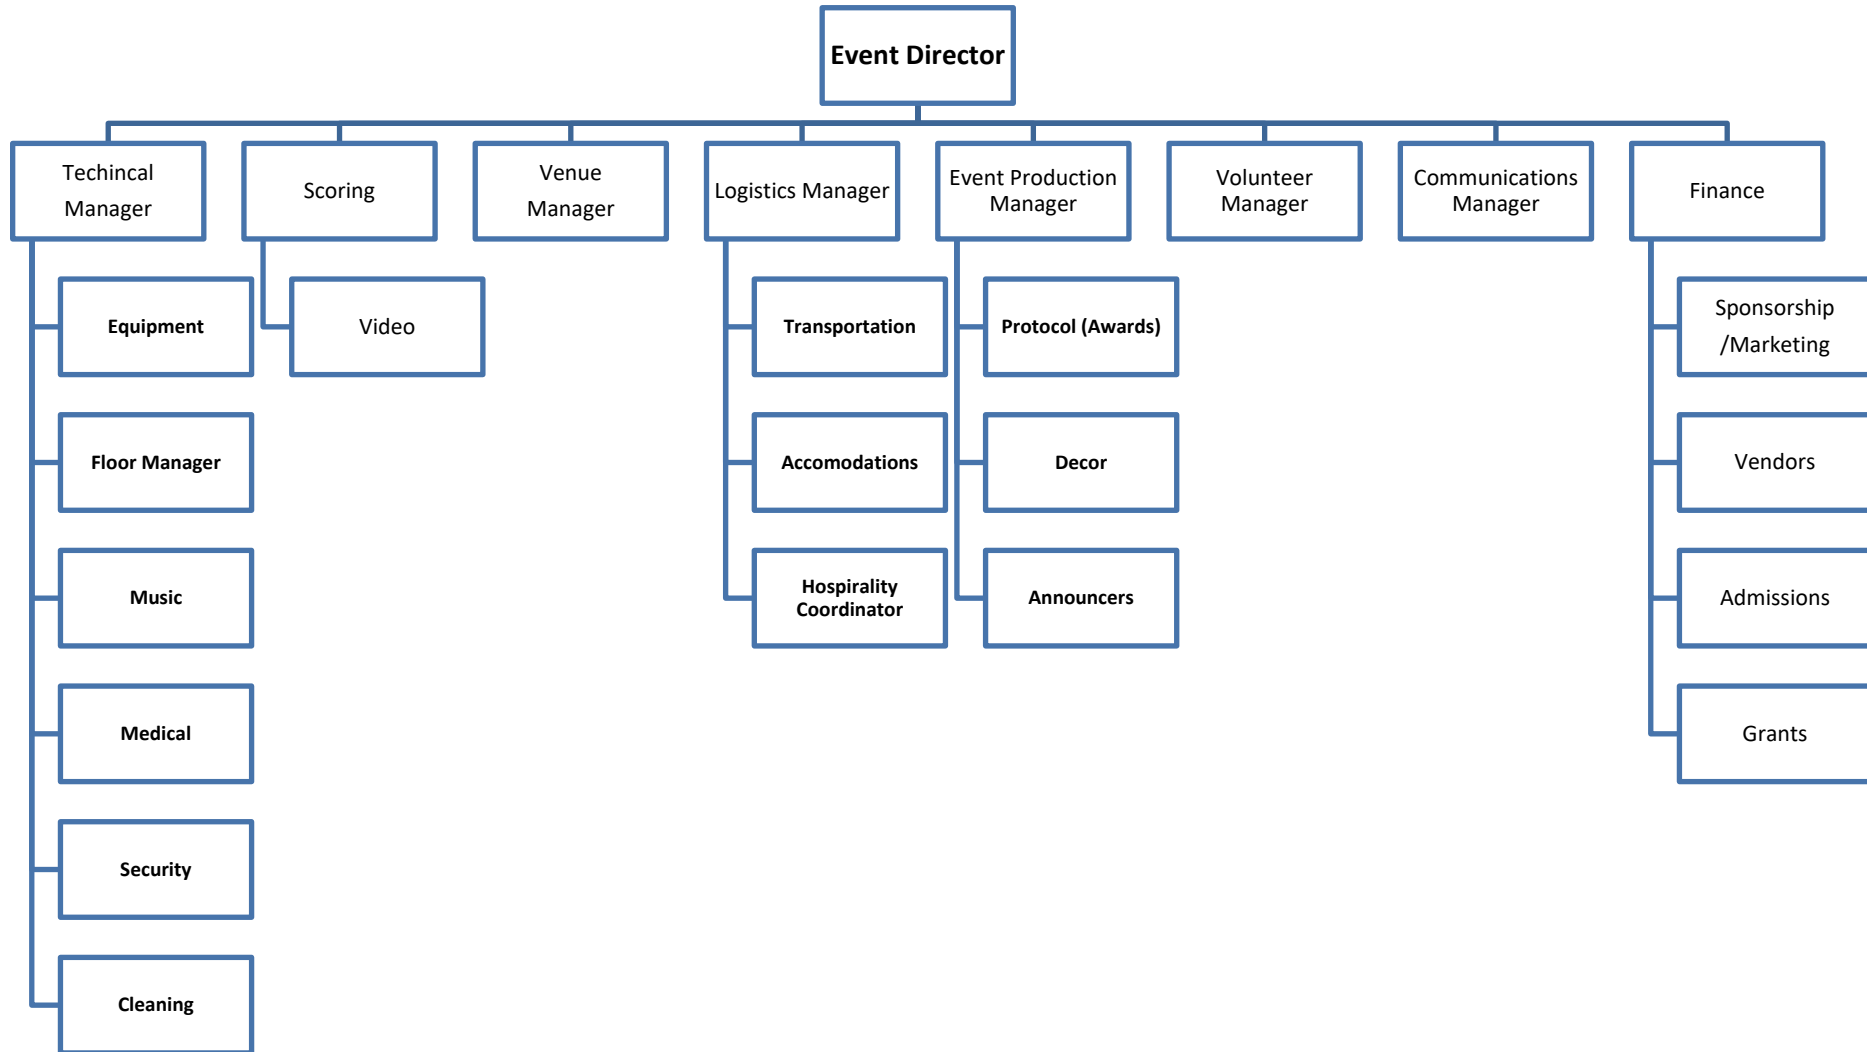 Event Director
Techincal
Manager
Scoring
Venue
Manager
Logistics Manager
Event Production
Manager
Volunteer
Manager
Communications
Manager
Finance
Equipment
Floor Manager
Music
Medical
Security
Cleaning
Video
Transportation
Accomodations
Hospirality
Coordinator
Protocol (Awards)
Decor
Announcers
Sponsorship
/Marketing
Vendors
Admissions
Grants